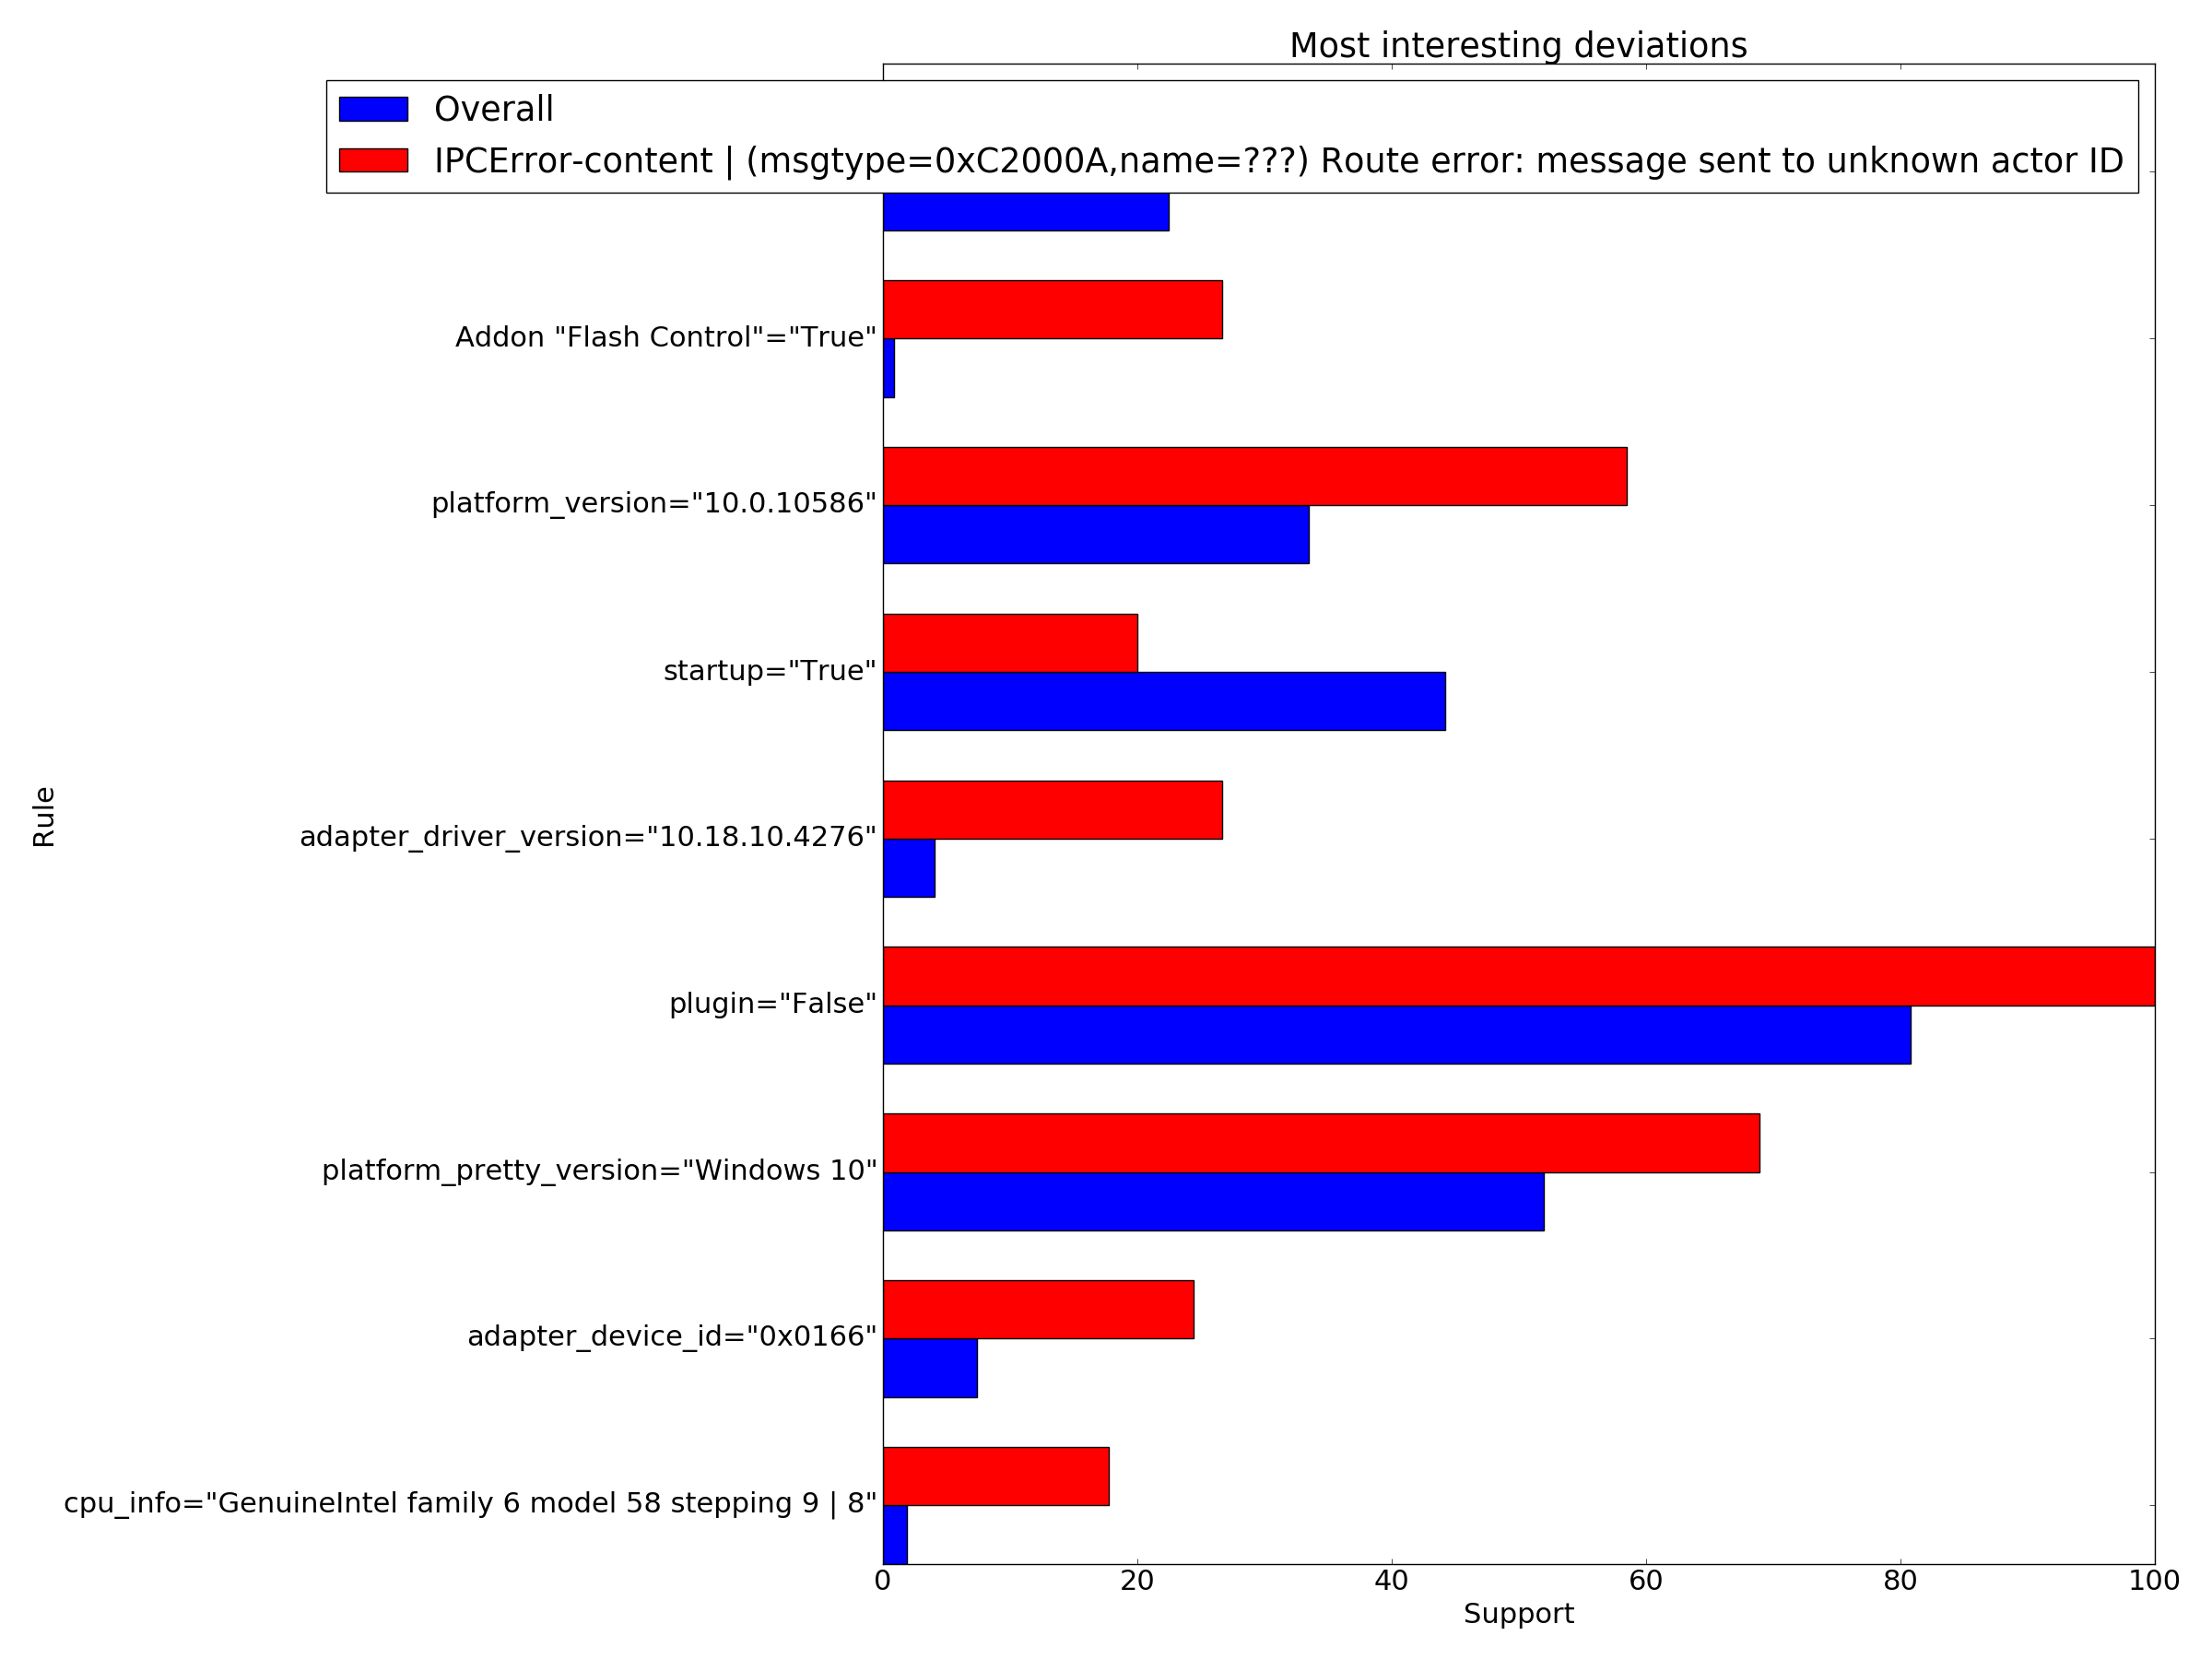 Most interesting deviations
Overall
IPCError-content | (msgtype=0xC2000A,name=???) Route error: message sent to unknown actor ID
Addon "Flash Control"="True"
platform_version="10.0.10586"
startup="True"
Rule
adapter_driver_version="10.18.10.4276"
plugin="False"
platform_pretty_version="Windows 10"
adapter_device_id="0x0166"
cpu_info="GenuineIntel family 6 model 58 stepping 9 | 8"
0 20 40 60 80 100
Support